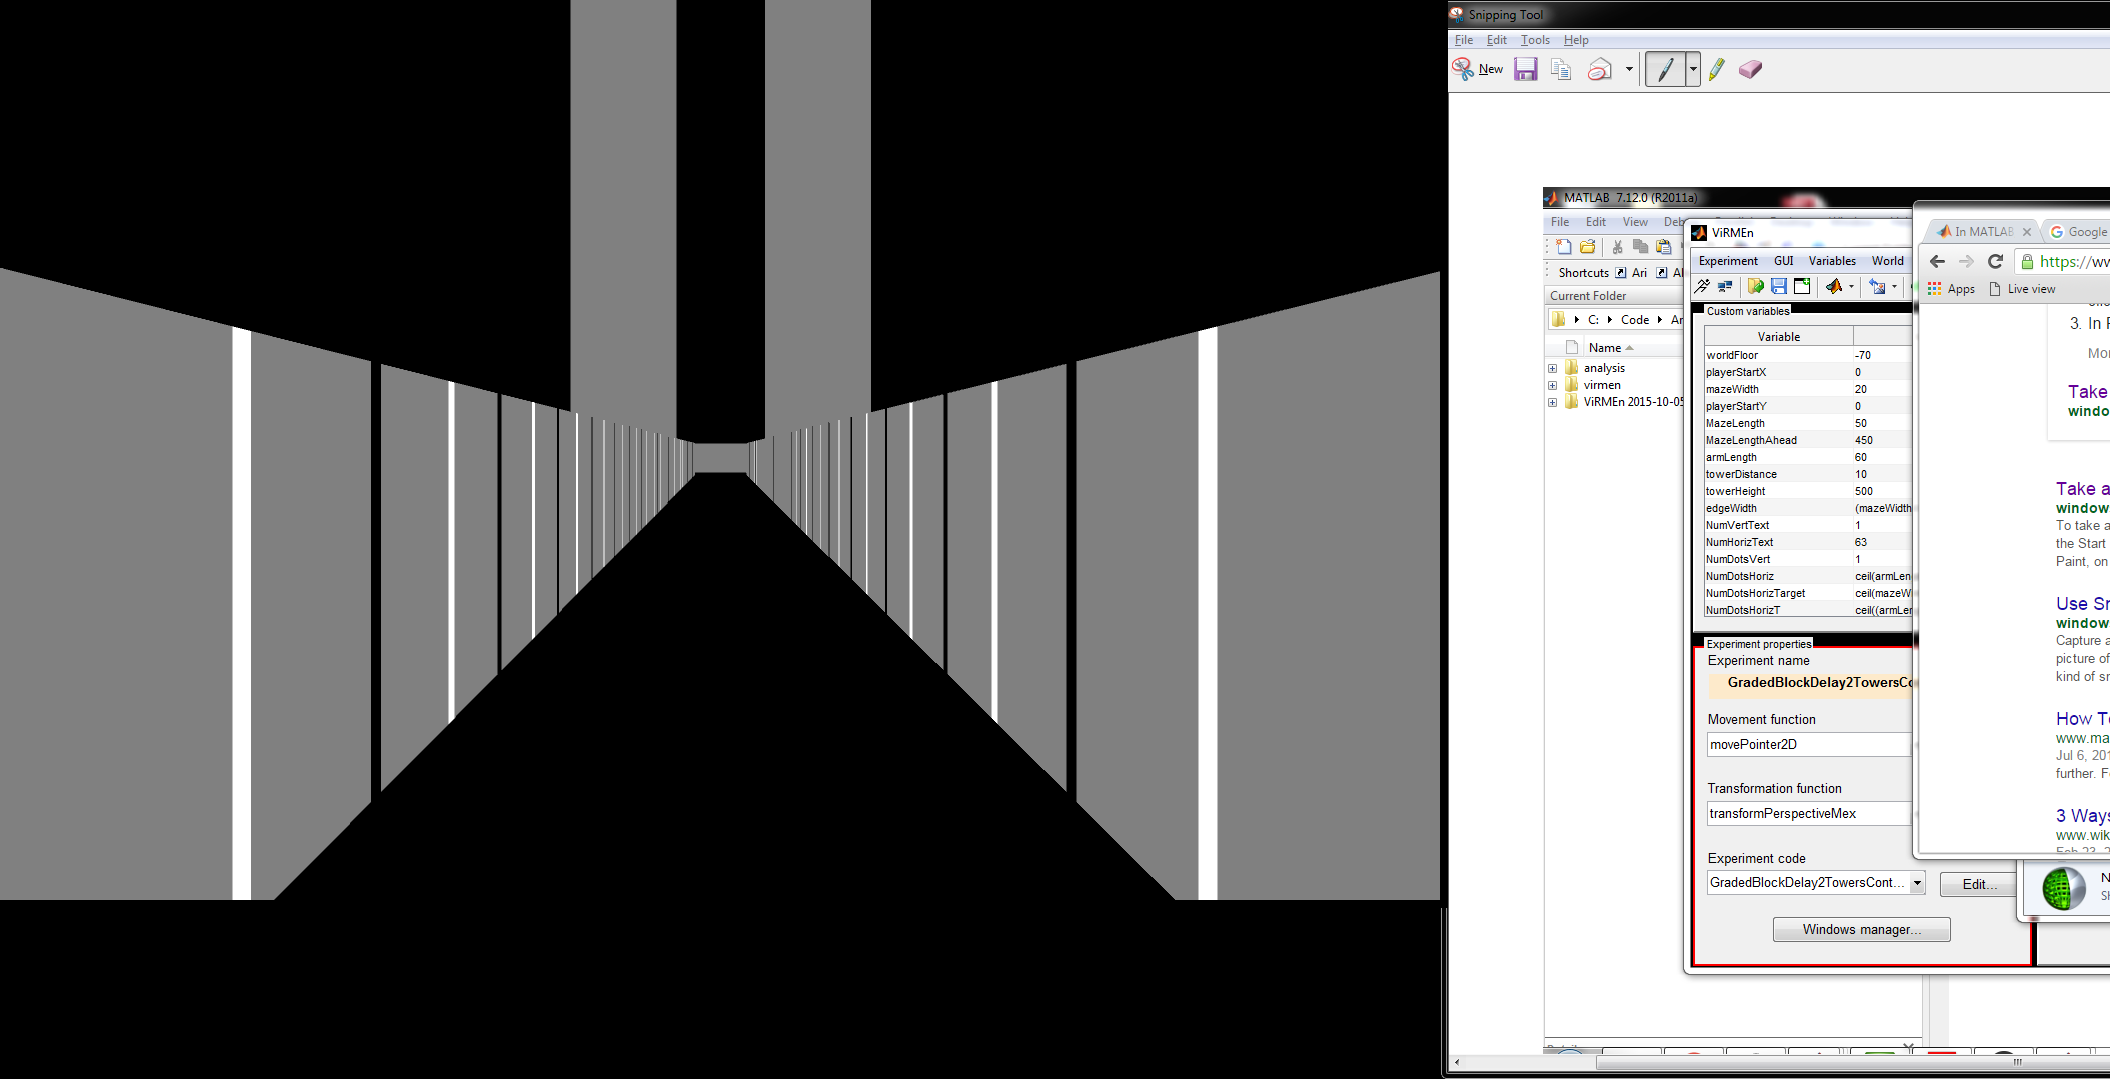 Snipping Tool
File Edit Tools Help
New
MATLAB 7.12.0 (R2011a)
File Edit View Deb
Shortcuts Ari Al
Current Folder
C: Code Ar
Name
analysis
virmen
ViRMEn 2015-10-05
ViRMEn
Experiment GUI Variables World
Custom variables
Variable
worldFloor -70
playerStartX 0
mazeWidth 20
playerStartY 0
MazeLength 50
MazeLengthAhead 450
armLength 60
towerDistance 10
towerHeight 500
edgeWidth (mazeWidth
NumVertText 1
NumHorizText 63
NumDotsVert 1
NumDotsHoriz ceil(armLen
NumDotsHorizTarget ceil(mazeW
NumDotsHorizT ceil((armLe
Experiment properties
Experiment name
GradedBlockDelay2TowersCo
Movement function
movePointer2D
Transformation function
transformPerspectiveMex
Experiment code
GradedBlockDelay2TowersCont... Edit...
Windows manager...
In MATLAB Google
https://ww
Apps Live view
3. In
Mor
Take
windo
Take a
window
To take a
the Start
Paint, on
Use Sn
window
Capture a
picture of
kind of sn
How To
www.ma
Jul 6, 201
further. F
3 Ways
www.wik
N